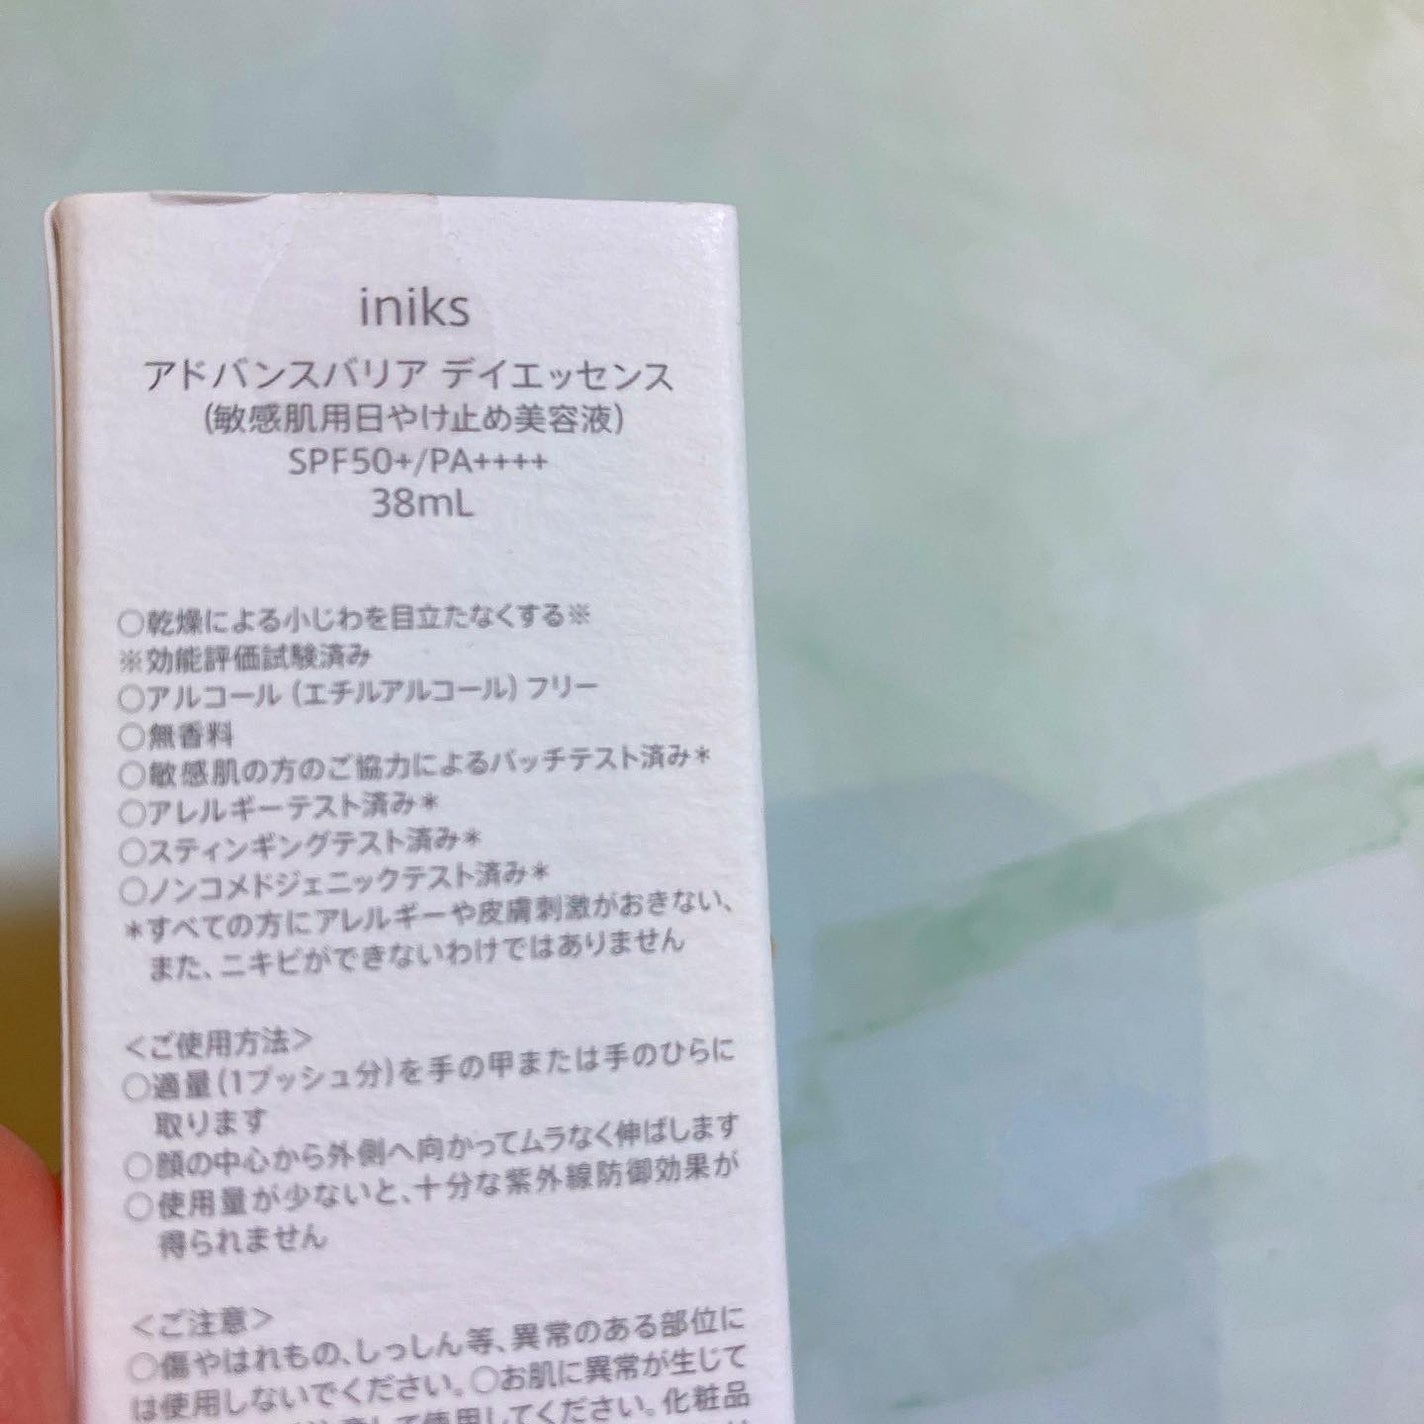 iniks
アドバンスバリア デイエッセンス
(敏感肌用日やけ止め美容液)
SPF50+/PA++++
38mL
○乾燥による小じわを目立たなくする※
※効能評価試験済み
○アルコール(エチルアルコール)フリー
○無香料
○敏感肌の方のご協力によるパッチテスト済み＊
○アレルギーテスト済み＊
○スティンギングテスト済み＊
○ノンコメドジェニックテスト済み＊
＊すべての方にアレルギーや皮膚刺激がおきない、
また、ニキビができないわけではありません
＜ご使用方法＞
○適量(1プッシュ分)を手の甲または手のひらに
取ります
○顔の中心から外側へ向かってムラなく伸ばします
○使用量が少ないと、十分な紫外線防御効果が
得られません
＜ご注意＞
○傷やはれもの、しっしん等、異常のある部位に
は使用しないでください。○お肌に異常が生じて
注意して使用してください。化粧品